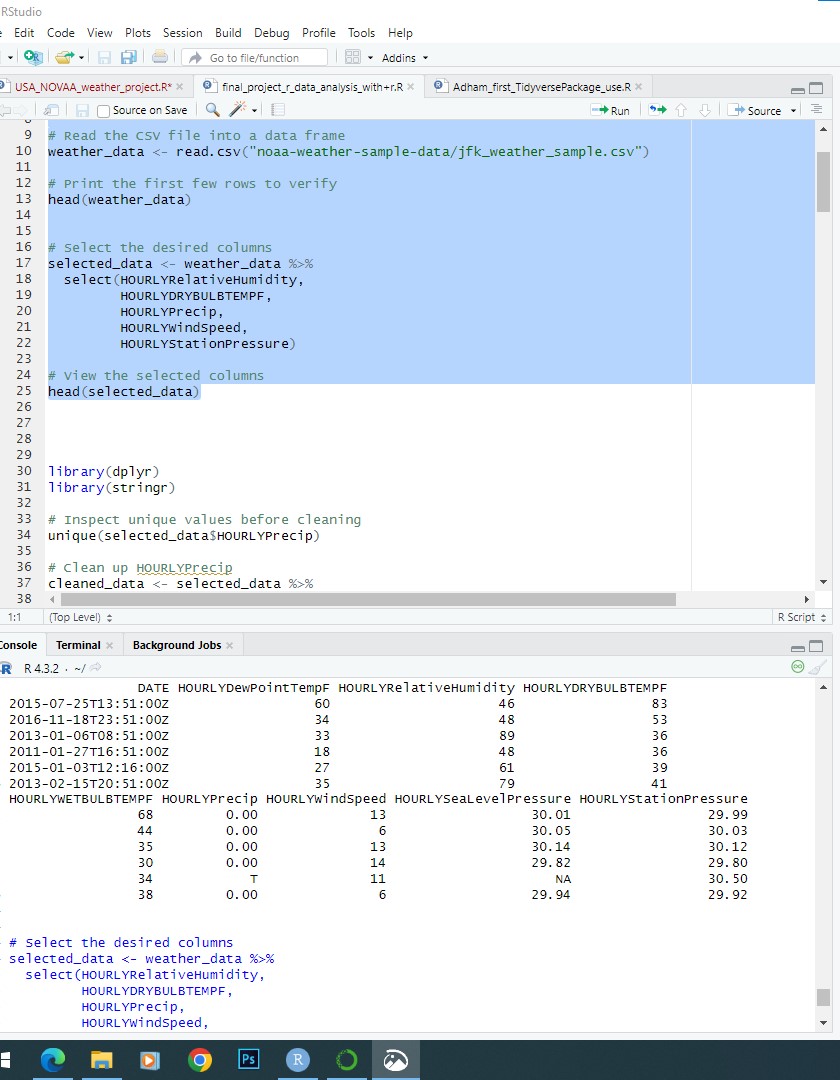 RStudio
Edit Code View Plots Session Build Debug Profile Tools Help
Go to file/function Addins
USA_NOVAA_weather_project.R* final_project_r_data_analysis_with+r.R Adham_first_TidyversePackage_use.R
Source on Save Run Source
9 # Read the CSV file into a data frame
10 weather_data <- read.csv("noaa-weather-sample-data/jfk_weather_sample.csv")
11
12 # Print the first few rows to verify
13 head(weather_data)
14
15
16 # Select the desired columns
17 selected_data <- weather_data %>%
18 select(HOURLYRelativeHumidity,
19 HOURLYDRYBULBTEMPF,
20 HOURLYPrecip,
21 HOURLYWindSpeed,
22 HOURLYStationPressure)
23
24 # View the selected columns
25 head(selected_data)
26
27
28
29
30 library(dplyr)
31 library(stringr)
32
33 # Inspect unique values before cleaning
34 unique(selected_data$HOURLYPrecip)
35
36 # Clean up HOURLYPrecip
37 cleaned_data <- selected_data %>%
38
1:1 (Top Level) R Script
Console Terminal Background Jobs
R R 4.3.2 · ~/
DATE HOURLYDewPointTempF HOURLYRelativeHumidity HOURLYDRYBULBTEMPF
2015-07-25T13:51:00Z 60 46 83
2016-11-18T23:51:00Z 34 48 53
2013-01-06T08:51:00Z 33 89 36
2011-01-27T16:51:00Z 18 48 36
2015-01-03T12:16:00Z 27 61 39
2013-02-15T20:51:00Z 35 79 41
HOURLYWETBULBTEMPF HOURLYPrecip HOURLYWindSpeed HOURLYSeaLevelPressure HOURLYStationPressure
68 0.00 13 30.01 29.99
44 0.00 6 30.05 30.03
35 0.00 13 30.14 30.12
30 0.00 14 29.82 29.80
34 T 11 NA 30.50
38 0.00 6 29.94 29.92
# Select the desired columns
selected_data <- weather_data %>%
select(HOURLYRelativeHumidity,
HOURLYDRYBULBTEMPF,
HOURLYPrecip,
HOURLYWindSpeed,
Ps R